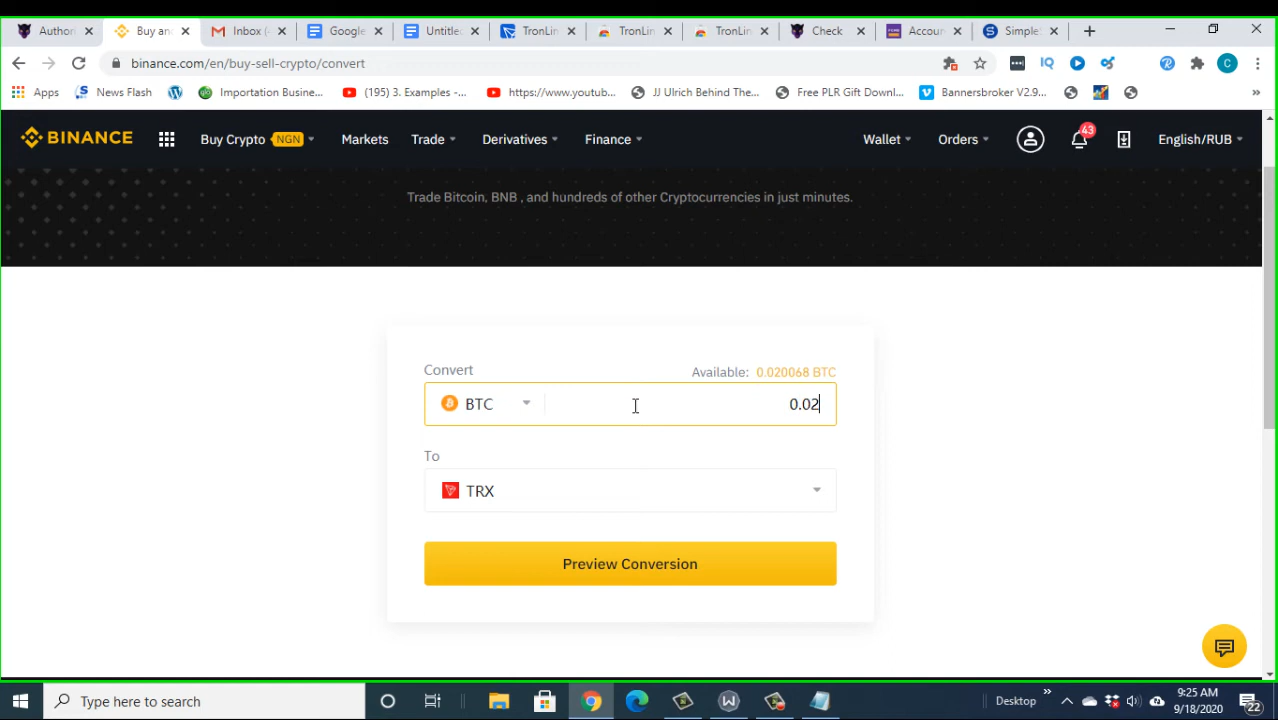 Author
Buy and
Inbox (
Google
Untitled
TronLin
TronLin
TronLin
Check
Accoun
Simple
binance.com/en/buy-sell-crypto/convert
IQ
C
Apps
News Flash
Importation Busine...
(195) 3. Examples -...
https://www.youtub...
JJ Ulrich Behind The...
Free PLR Gift Downl...
Bannersbroker V2.9...
»
BINANCE
Buy Crypto NGN
Markets
Trade
Derivatives
Finance
Wallet
Orders
43
English/RUB
Trade Bitcoin, BNB , and hundreds of other Cryptocurrencies in just minutes.
Convert
Available: 0.020068 BTC
BTC
0.02
To
TRX
Preview Conversion
Type here to search
Desktop
»
9:25 AM
9/18/2020
22